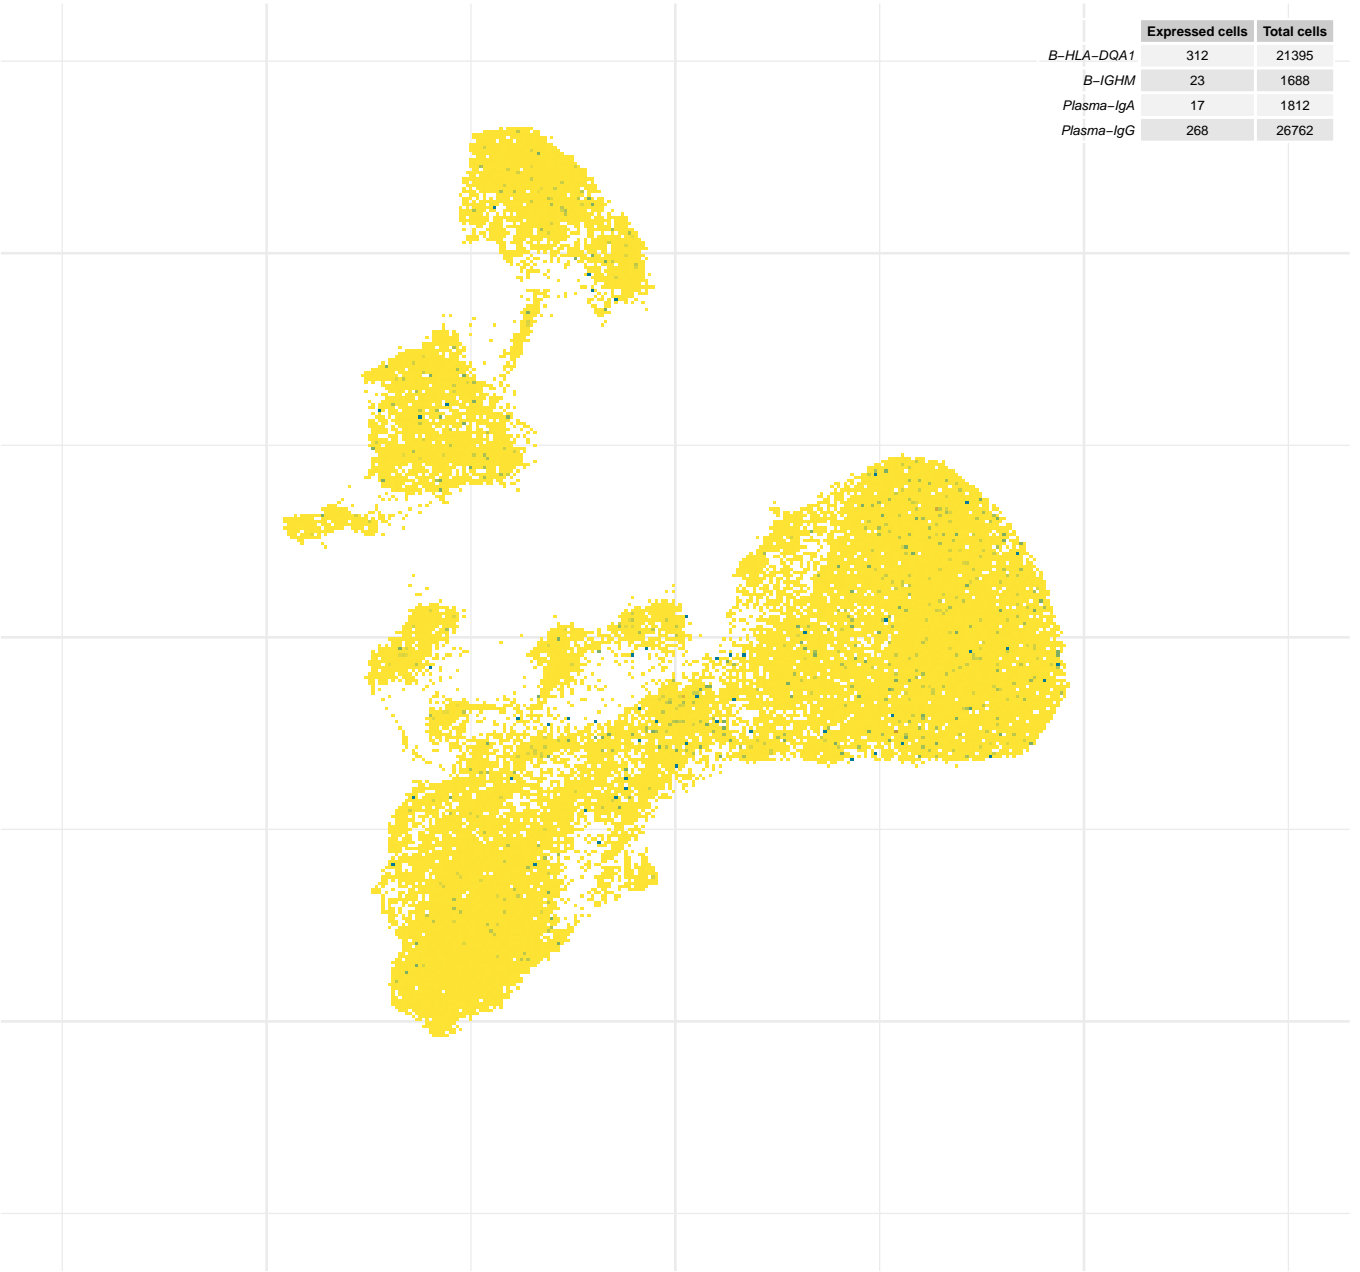 Expressed cells Total cells
B−HLA−DQA1 312 21395
B−IGHM 23 1688
Plasma−IgA 17 1812
Plasma−IgG 268 26762